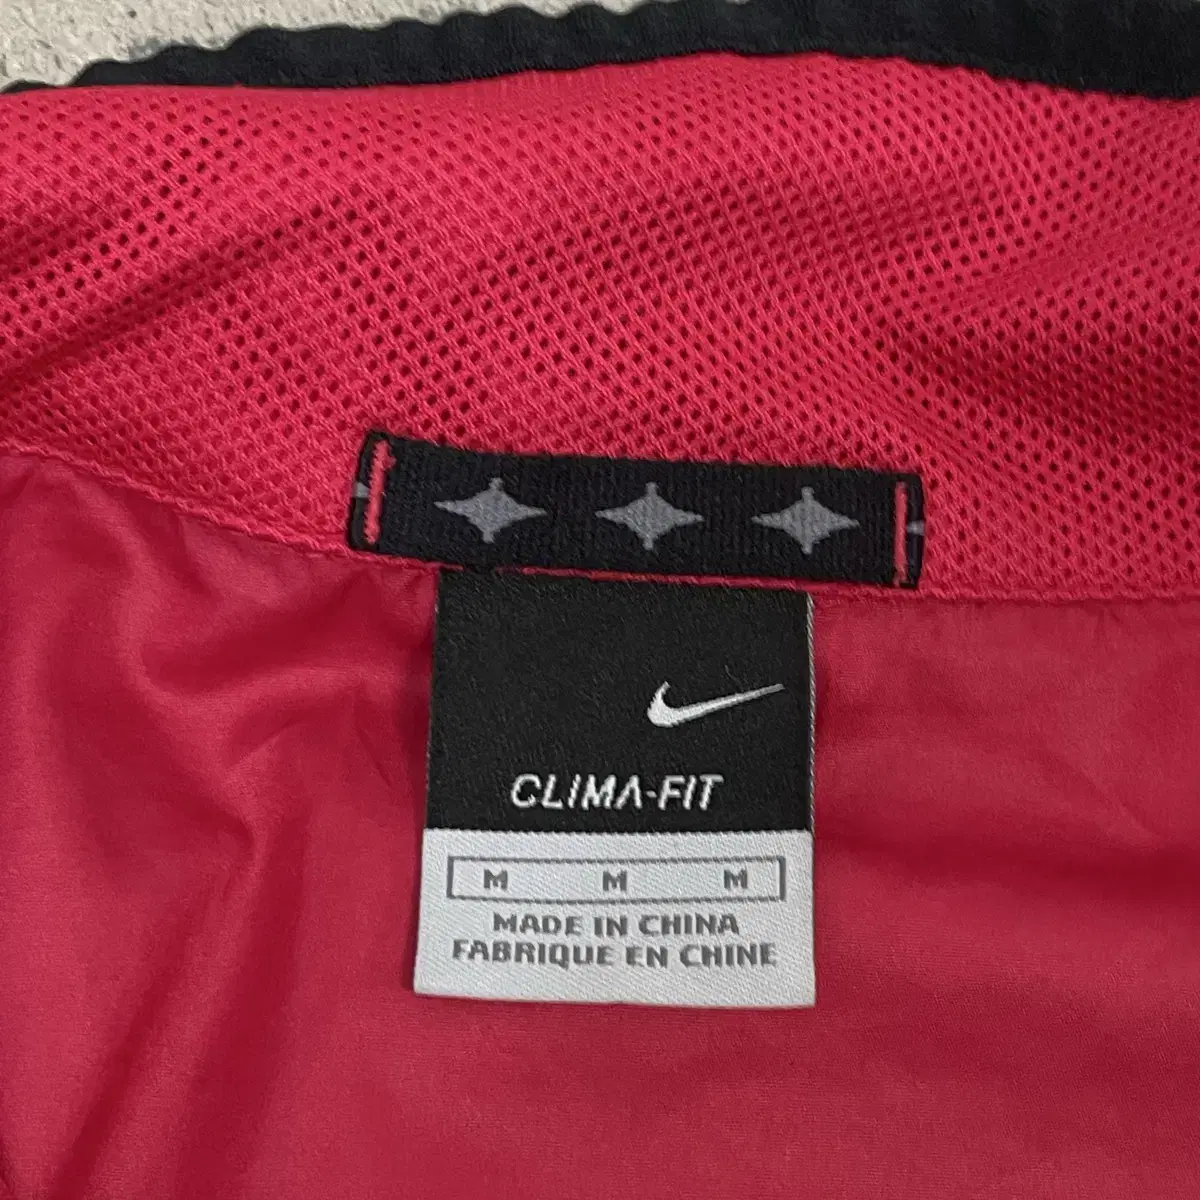 CLIMA-FIT
M M M
MADE IN CHINA
FABRIQUE EN CHINE